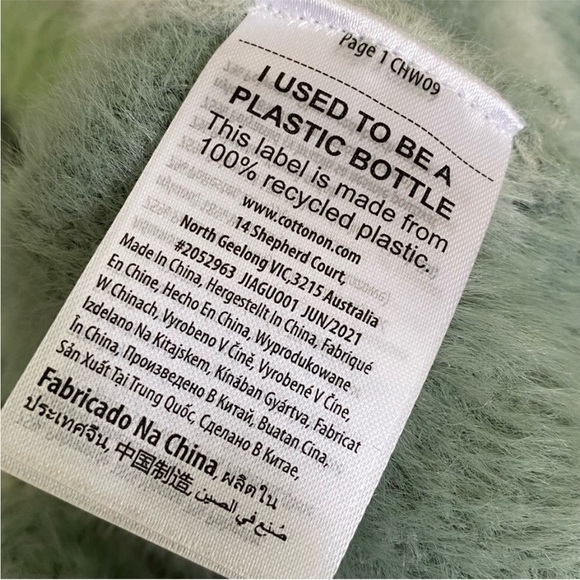 Page 1 CHW09
I USED TO BE A
PLASTIC BOTTLE
This label is made from
100% recycled plastic.
www.cottonon.com
14 Shepherd Court,
North Geelong VIC,3215 Australia
#2052963 JIAGU001 JUN/2021
Made In China, Hergestellt In China, Fabriqué
En Chine, Hecho En China, Wyprodukowane
W Chinach, Vyrobeno V Číně, Vyrobené V Číne,
Izdelano Na Kitajskem, Kínában Gyártva, Fabricat
În China, Произведено В Китай, Buatan Cina,
Sản Xuất Tại Trung Quốc, Сделано В Китае,
Fabricado Na China, ผลิตใน
ประเทศจีน, 中国制造, صُنع في الصين